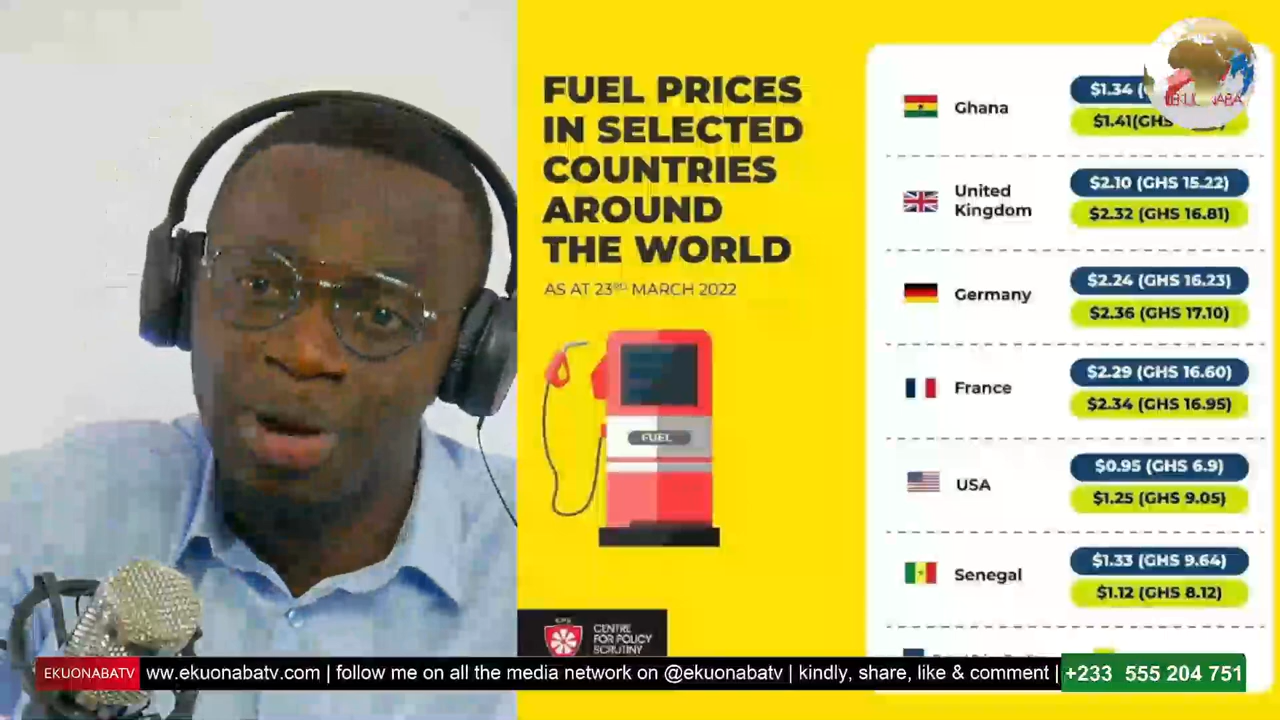 FUEL PRICES
IN SELECTED
COUNTRIES
AROUND
THE WORLD
AS AT 23RD MARCH 2022
FUEL
CENTRE
FOR POLICY
SCRUTINY
Ghana
$1.34
$1.41(GHS
United
Kingdom
$2.10 (GHS 15.22)
$2.32 (GHS 16.81)
Germany
$2.24 (GHS 16.23)
$2.36 (GHS 17.10)
France
$2.29 (GHS 16.60)
$2.34 (GHS 16.95)
USA
$0.95 (GHS 6.9)
$1.25 (GHS 9.05)
Senegal
$1.33 (GHS 9.64)
$1.12 (GHS 8.12)
EKUONABATV
ww.ekuonabatv.com | follow me on all the media network on @ekuonabatv | kindly, share, like & comment |
+233 555 204 751